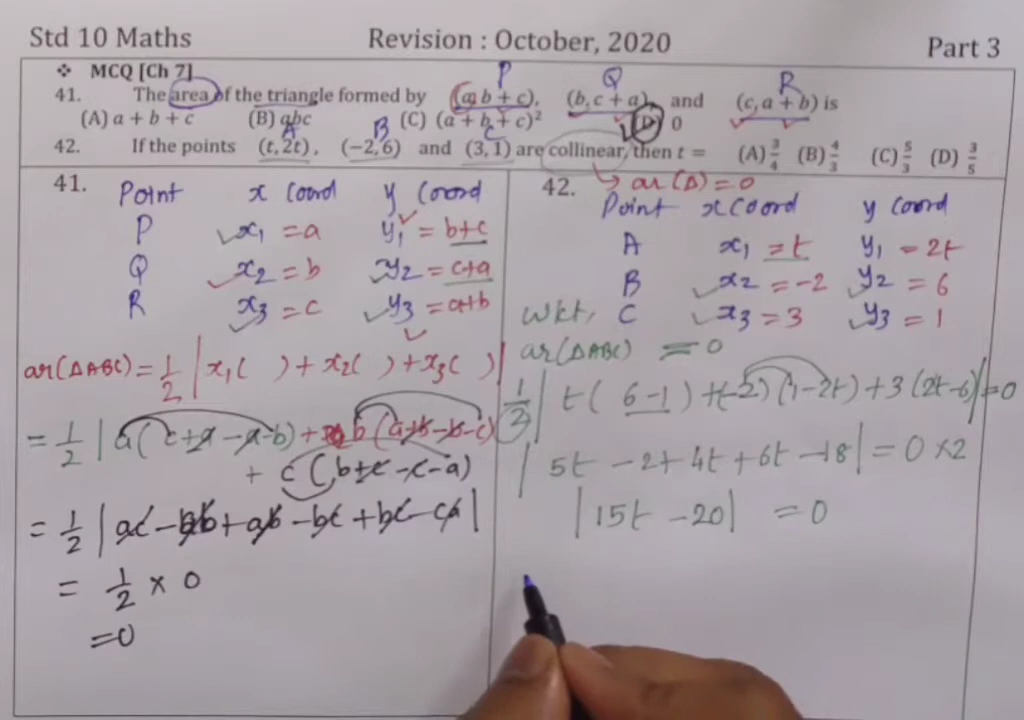 Std 10 Maths Revision : October, 2020 Part 3
❖ MCQ [Ch 7] P Q R
41. The area of the triangle formed by (a, b + c), (b, c + a), and (c, a + b) is
(A) a + b + c (B) abc (C) (a + b + c)² (D) 0
A B C
42. If the points (t, 2t), (−2, 6) and (3, 1) are collinear, then t = (A) 3/4 (B) 4/3 (C) 5/3 (D) 3/5
→ ar(Δ) = 0
41.
Point x Coord y Coord
P x₁ = a y₁ = b+c
Q x₂ = b y₂ = c+a
R x₃ = c y₃ = a+b
ar(ΔABC) = 1/2 | x₁( ) + x₂( ) + x₃( ) |
= 1/2 | a( c+a−a−b) + b (a+b−b−c)
+ c (b+c−c−a)
= 1/2 | ac − ab + ab − bc + bc − ca |
= 1/2 × 0
= 0
42.
Point x Coord y Coord
A x₁ = t y₁ = 2t
B x₂ = −2 y₂ = 6
Wkt, C x₃ = 3 y₃ = 1
ar(ΔABC) = 0
1/2 | t( 6−1 ) + (−2) (1−2t) + 3 (2t−6) | = 0
| 5t − 2 + 4t + 6t − 18 | = 0 × 2
| 15t − 20 | = 0